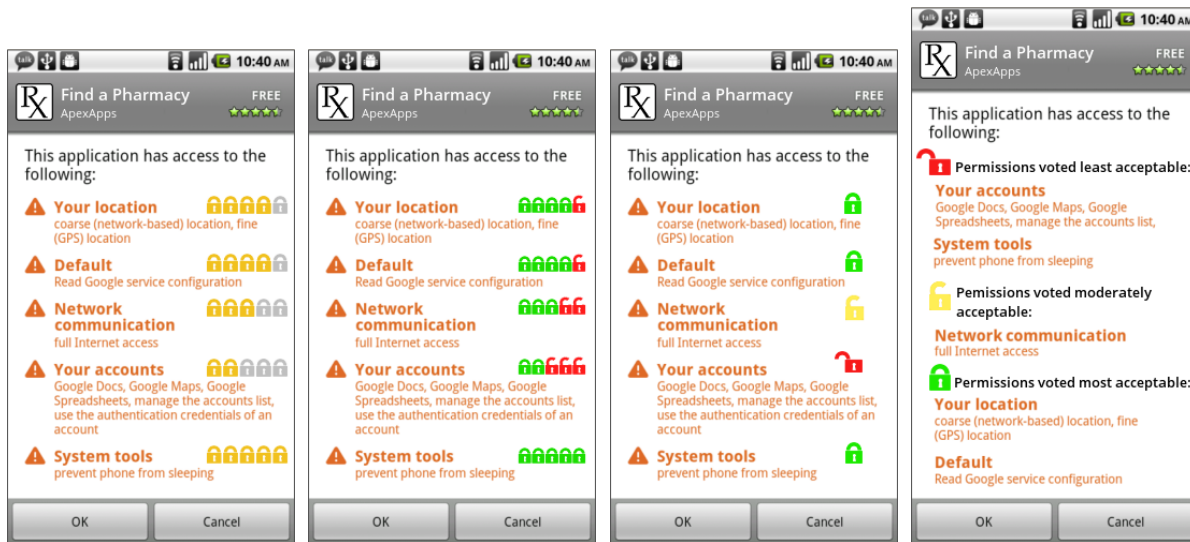 talk
10:40 AM
Find a Pharmacy
FREE
ApexApps
This application has access to the
following:
Your location
coarse (network-based) location, fine
(GPS) location
Default
Read Google service configuration
Network
communication
full Internet access
Your accounts
Google Docs, Google Maps, Google
Spreadsheets, manage the accounts list,
use the authentication credentials of an
account
System tools
prevent phone from sleeping
OK
Cancel
talk
10:40 AM
Find a Pharmacy
FREE
ApexApps
This application has access to the
following:
Your location
coarse (network-based) location, fine
(GPS) location
Default
Read Google service configuration
Network
communication
full Internet access
Your accounts
Google Docs, Google Maps, Google
Spreadsheets, manage the accounts list,
use the authentication credentials of an
account
System tools
prevent phone from sleeping
OK
Cancel
talk
10:40 AM
Find a Pharmacy
FREE
ApexApps
This application has access to the
following:
Your location
coarse (network-based) location, fine
(GPS) location
Default
Read Google service configuration
Network
communication
full Internet access
Your accounts
Google Docs, Google Maps, Google
Spreadsheets, manage the accounts list,
use the authentication credentials of an
account
System tools
prevent phone from sleeping
OK
Cancel
talk
10:40 AM
Find a Pharmacy
FREE
ApexApps
This application has access to the
following:
Permissions voted least acceptable:
Your accounts
Google Docs, Google Maps, Google
Spreadsheets, manage the accounts list,
System tools
prevent phone from sleeping
Pemissions voted moderately
acceptable:
Network communication
full Internet access
Permissions voted most acceptable:
Your location
coarse (network-based) location, fine
(GPS) location
Default
Read Google service configuration
OK
Cancel